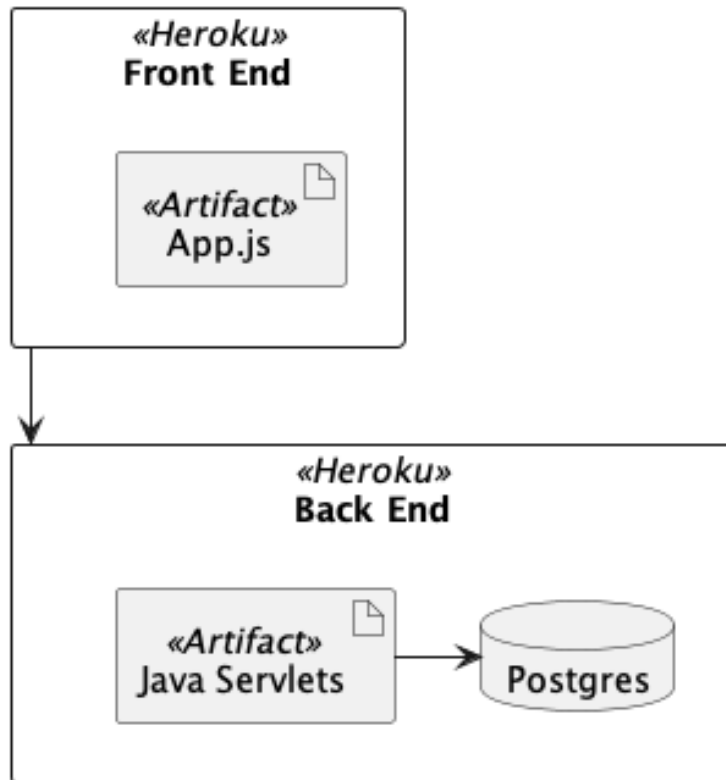 «Heroku»
Front End
«Artifact»
App.js
«Heroku»
Back End
«Artifact»
Java Servlets
Postgres